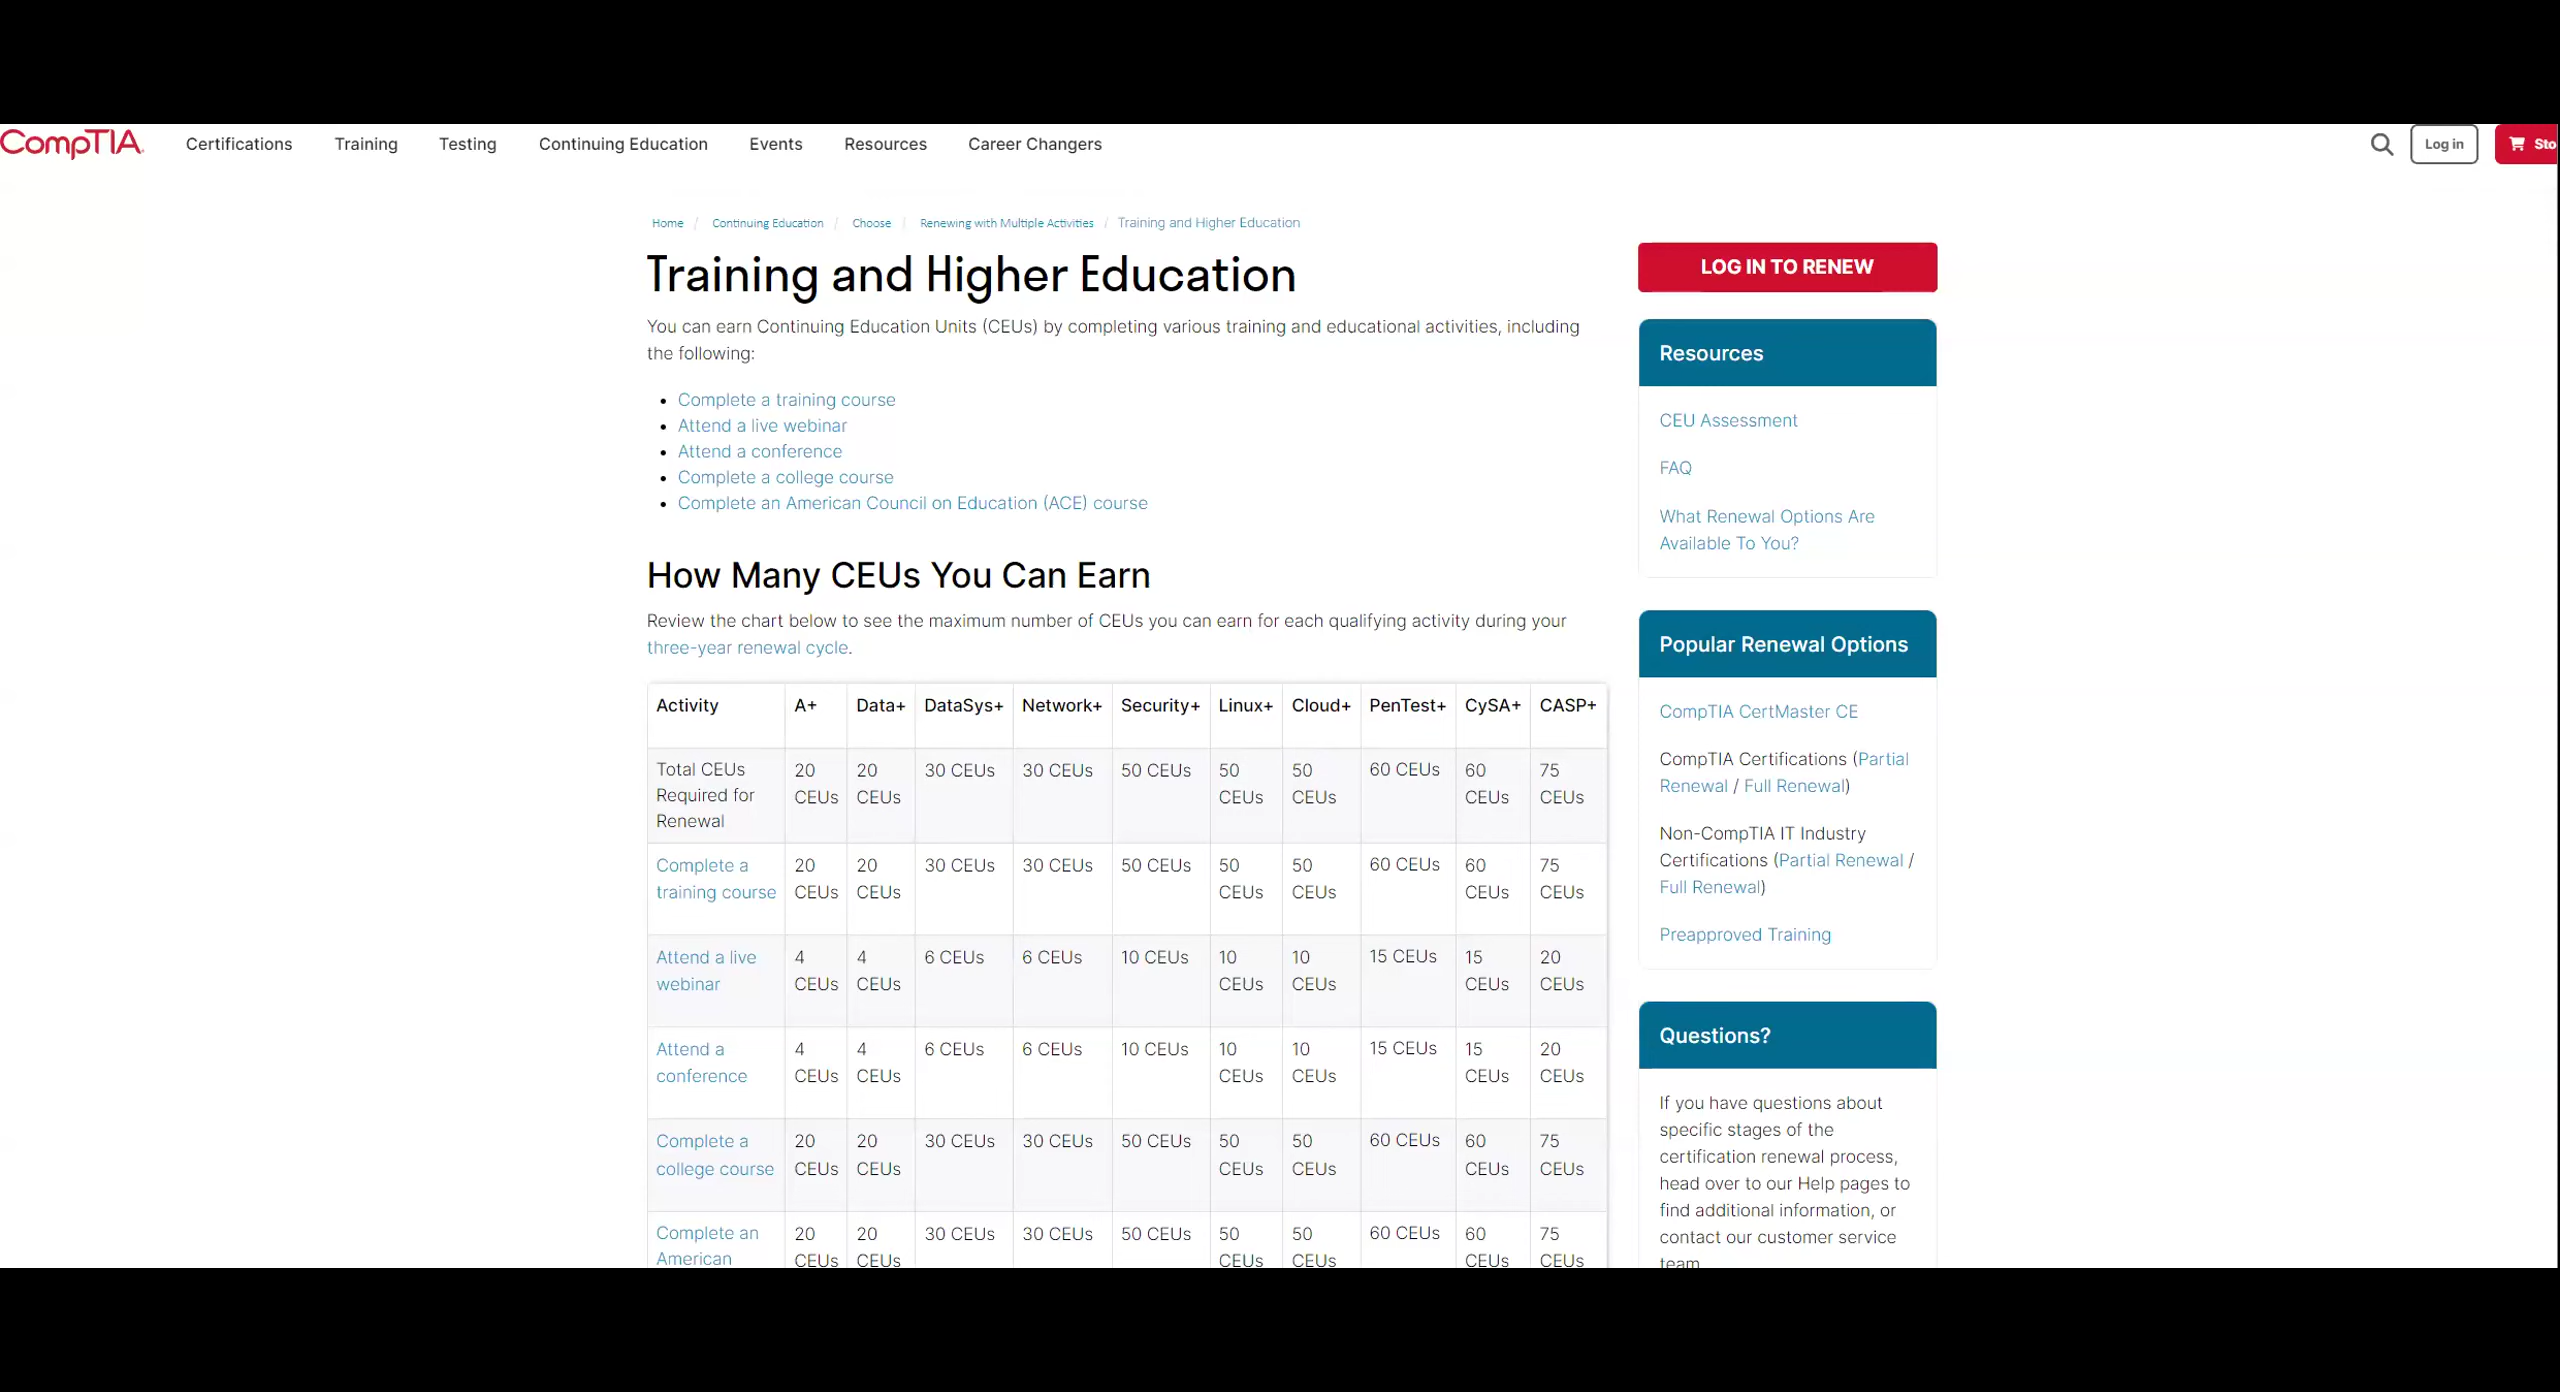 CompTIA. Certifications Training Testing Continuing Education Events Resources Career Changers Log in Sto
Home / Continuing Education / Choose / Renewing with Multiple Activities / Training and Higher Education
Training and Higher Education
You can earn Continuing Education Units (CEUs) by completing various training and educational activities, including
the following:
• Complete a training course
• Attend a live webinar
• Attend a conference
• Complete a college course
• Complete an American Council on Education (ACE) course
How Many CEUs You Can Earn
Review the chart below to see the maximum number of CEUs you can earn for each qualifying activity during your
three-year renewal cycle.
Activity A+ Data+ DataSys+ Network+ Security+ Linux+ Cloud+ PenTest+ CySA+ CASP+
Total CEUs 20 20 30 CEUs 30 CEUs 50 CEUs 50 50 60 CEUs 60 75
Required for CEUs CEUs CEUs CEUs CEUs CEUs
Renewal
Complete a 20 20 30 CEUs 30 CEUs 50 CEUs 50 50 60 CEUs 60 75
training course CEUs CEUs CEUs CEUs CEUs CEUs
Attend a live 4 4 6 CEUs 6 CEUs 10 CEUs 10 10 15 CEUs 15 20
webinar CEUs CEUs CEUs CEUs CEUs CEUs
Attend a 4 4 6 CEUs 6 CEUs 10 CEUs 10 10 15 CEUs 15 20
conference CEUs CEUs CEUs CEUs CEUs CEUs
Complete a 20 20 30 CEUs 30 CEUs 50 CEUs 50 50 60 CEUs 60 75
college course CEUs CEUs CEUs CEUs CEUs CEUs
Complete an 20 20 30 CEUs 30 CEUs 50 CEUs 50 50 60 CEUs 60 75
American CEUs CEUs CEUs CEUs CEUs CEUs
LOG IN TO RENEW
Resources
CEU Assessment
FAQ
What Renewal Options Are
Available To You?
Popular Renewal Options
CompTIA CertMaster CE
CompTIA Certifications (Partial
Renewal / Full Renewal)
Non-CompTIA IT Industry
Certifications (Partial Renewal /
Full Renewal)
Preapproved Training
Questions?
If you have questions about
specific stages of the
certification renewal process,
head over to our Help pages to
find additional information, or
contact our customer service
team